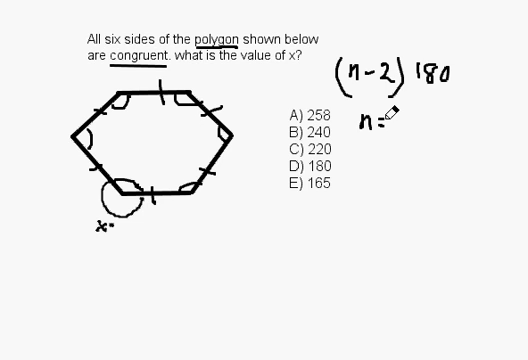 All six sides of the polygon shown below
are congruent. what is the value of x?
(n-2) 180
n=
A) 258
B) 240
C) 220
D) 180
E) 165
x°